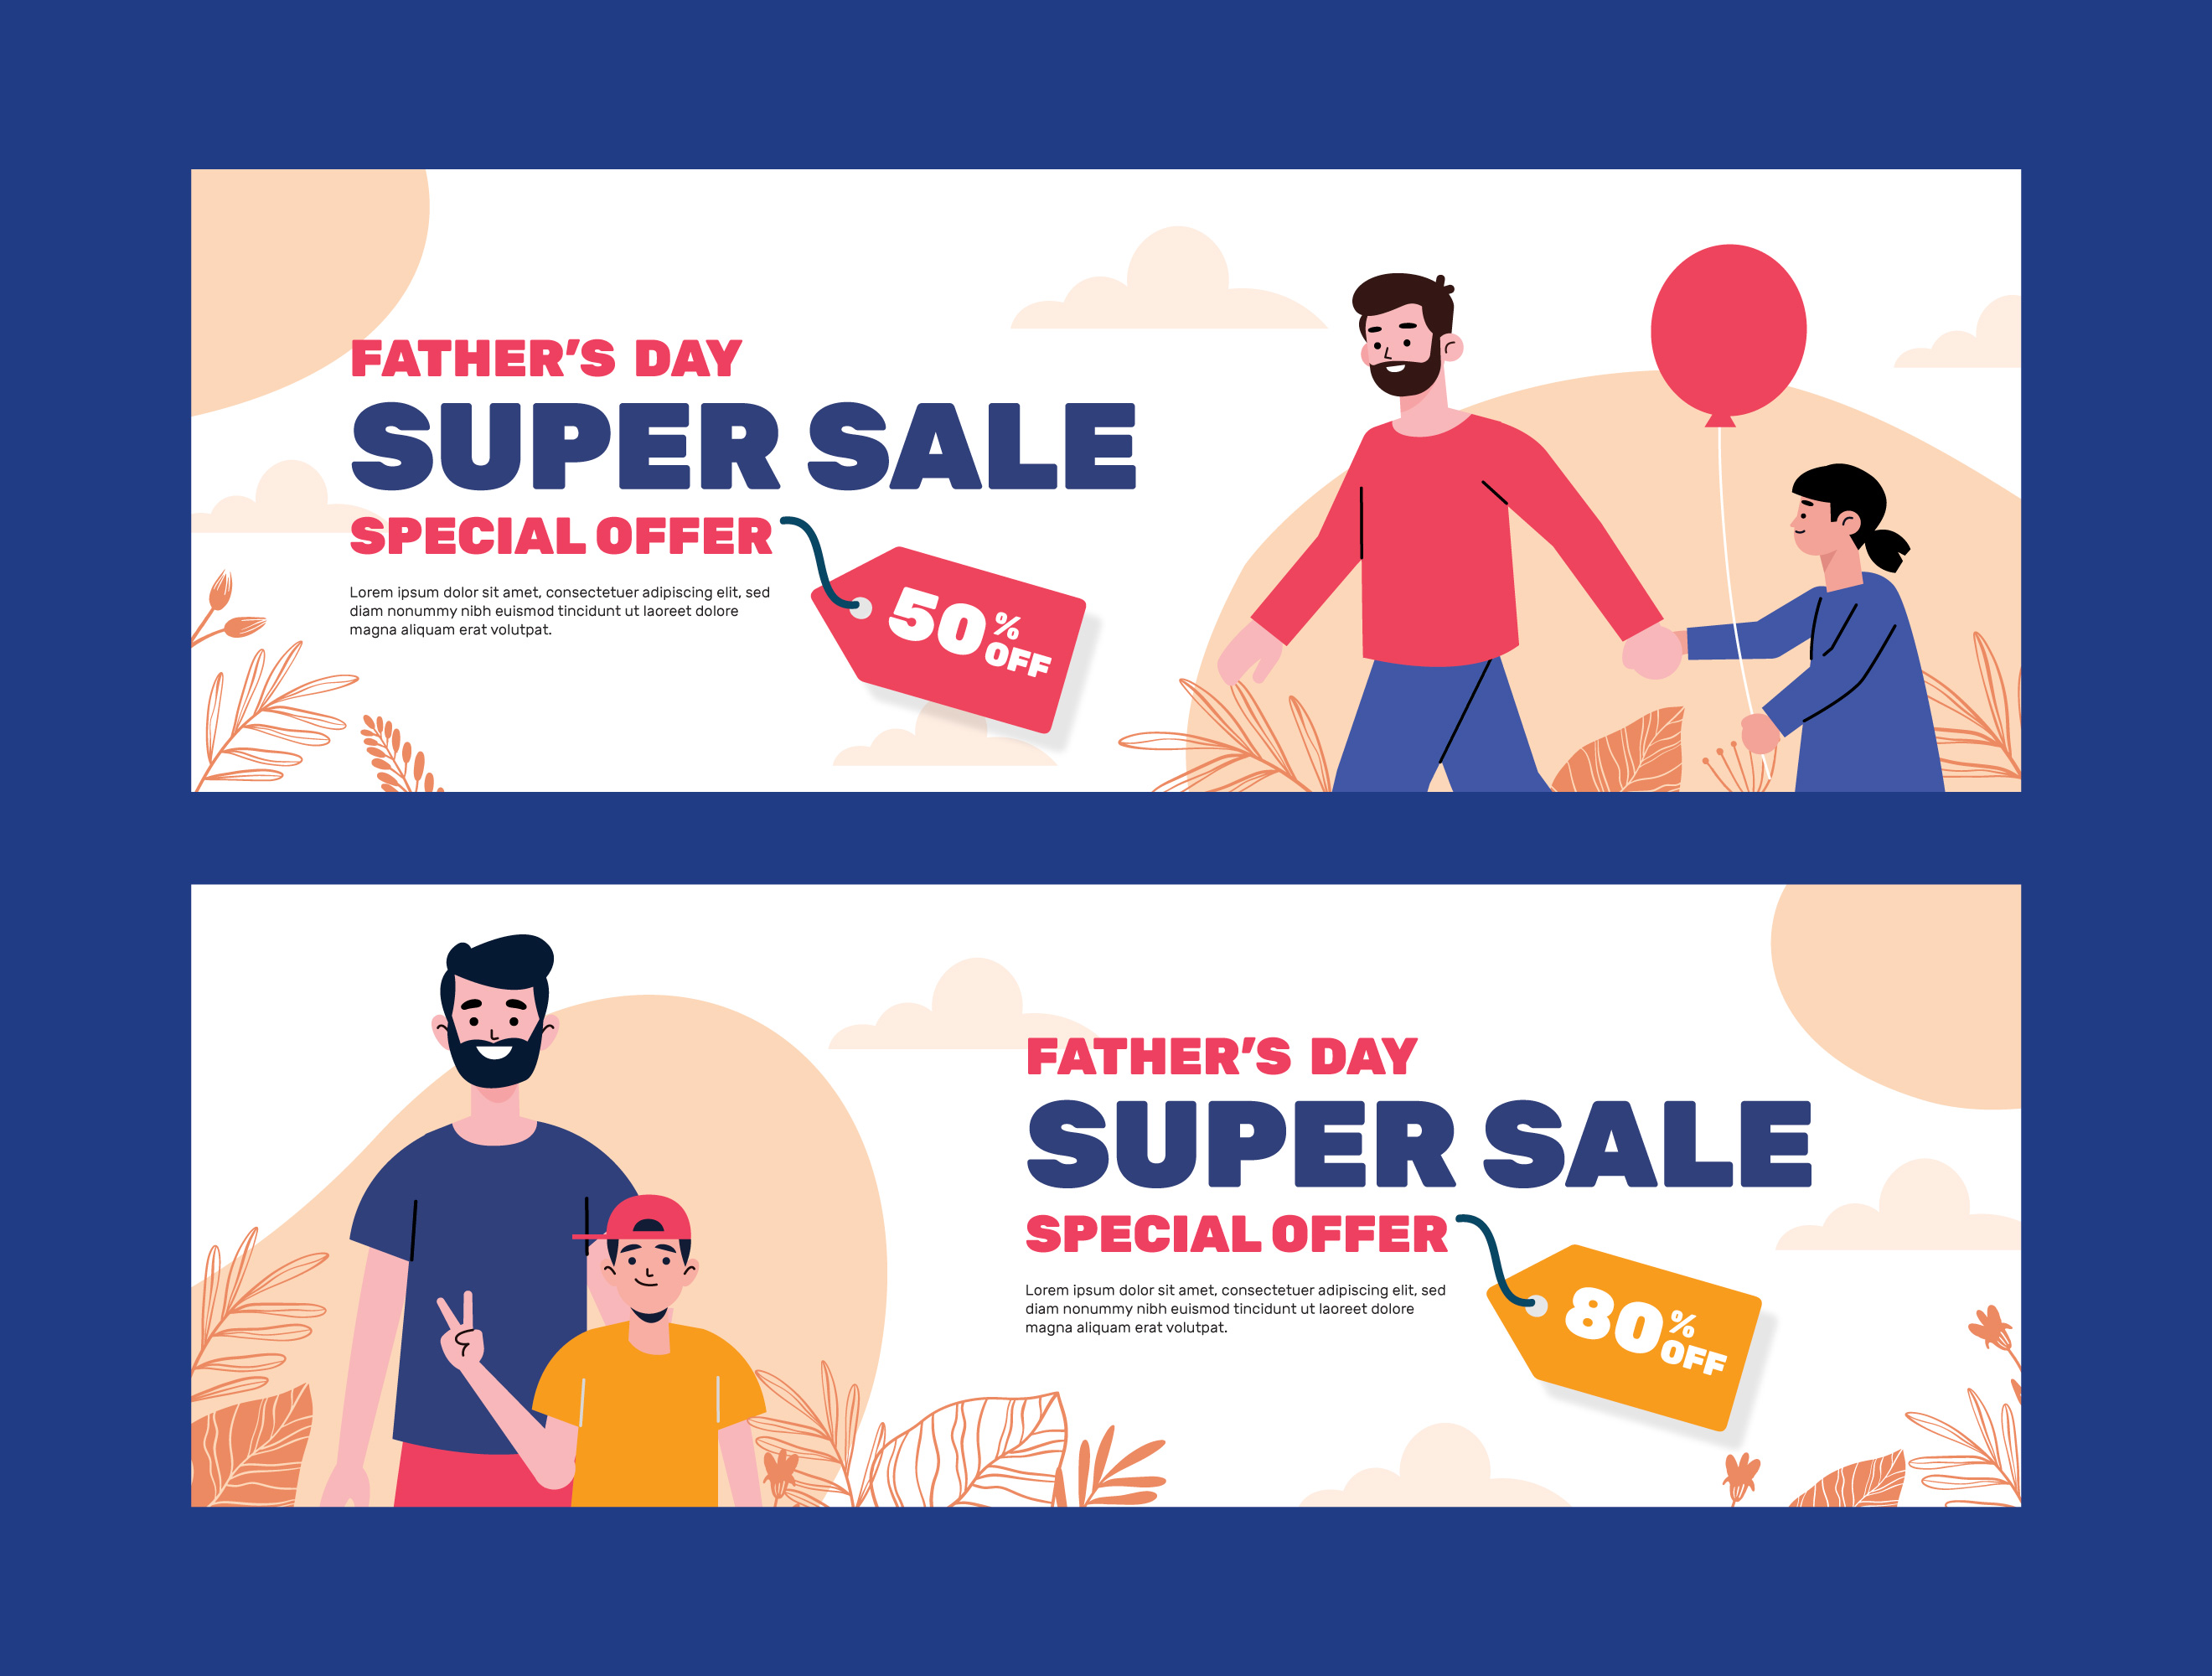 FATHER'S DAY
SUPER SALE
SPECIAL OFFER
Lorem ipsum dolor sit amet, consectetuer adipiscing elit, sed
diam nonummy nibh euismod tincidunt ut laoreet dolore
magna aliquam erat volutpat.
50%
OFF
FATHER'S DAY
SUPER SALE
SPECIAL OFFER
Lorem ipsum dolor sit amet, consectetuer adipiscing elit, sed
diam nonummy nibh euismod tincidunt ut laoreet dolore
magna aliquam erat volutpat.
80%
OFF